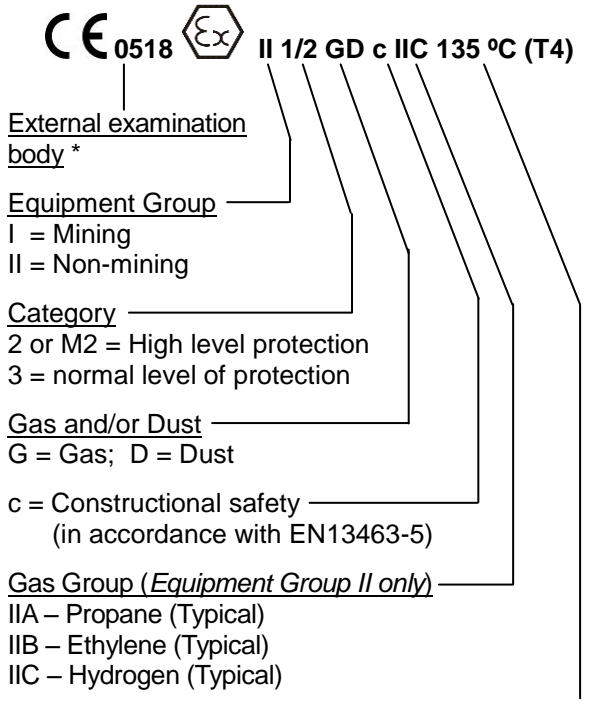 CE 0518 Ex II 1/2 GD c IIC 135 ºC (T4)
External examination
body *
Equipment Group
I = Mining
II = Non-mining
Category
2 or M2 = High level protection
3 = normal level of protection
Gas and/or Dust
G = Gas; D = Dust
c = Constructional safety
(in accordance with EN13463-5)
Gas Group (Equipment Group II only)
IIA – Propane (Typical)
IIB – Ethylene (Typical)
IIC – Hydrogen (Typical)